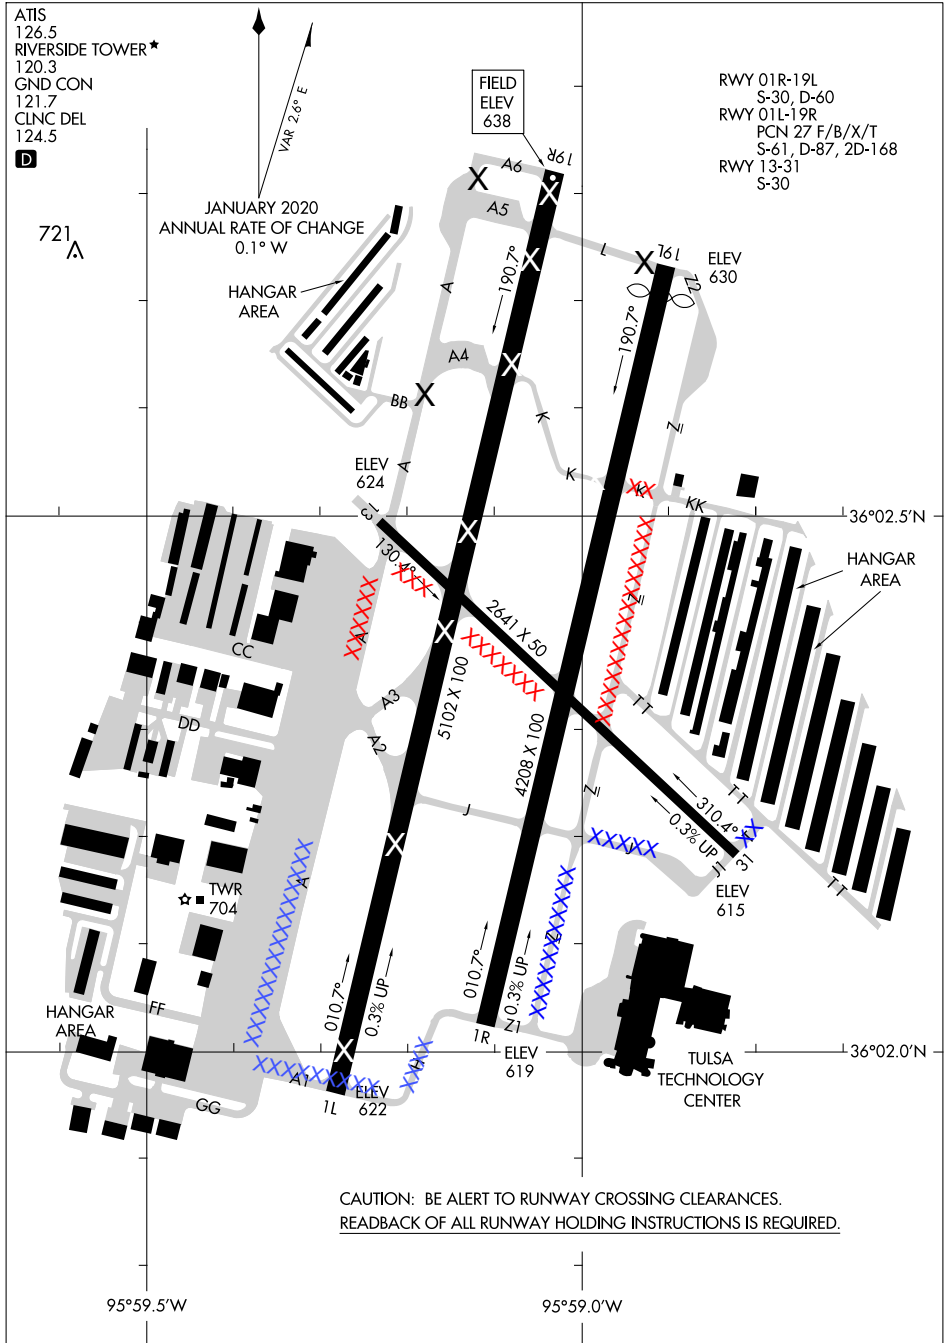 ATIS
126.5
RIVERSIDE TOWER★
120.3
GND CON
121.7
CLNC DEL
124.5
D
VAR 2.6° E
JANUARY 2020
ANNUAL RATE OF CHANGE
0.1° W
721
FIELD
ELEV
638
RWY 01R-19L
S-30, D-60
RWY 01L-19R
PCN 27 F/B/X/T
S-61, D-87, 2D-168
RWY 13-31
S-30
A6
19R
A5
L
19L
ELEV
630
Z2
HANGAR
AREA
A
190.7°
190.7°
A4
BB
K
Z
A
ELEV
624
K
K
KK
13
36°02.5'N
130.4°
HANGAR
AREA
2641 X 50
Z
A
CC
A3
5102 X 100
TT
DD
A2
4208 X 100
Z
J
TT
310.4°
0.3% UP
J
J
31
J1
TT
A
TWR
704
ELEV
615
Z
010.7°
0.3% UP
010.7°
0.3% UP
FF
HANGAR
AREA
Z1
1R
ELEV
619
H
36°02.0'N
TULSA
TECHNOLOGY
CENTER
A1
1L
ELEV
622
GG
CAUTION: BE ALERT TO RUNWAY CROSSING CLEARANCES.
READBACK OF ALL RUNWAY HOLDING INSTRUCTIONS IS REQUIRED.
95°59.5'W
95°59.0'W